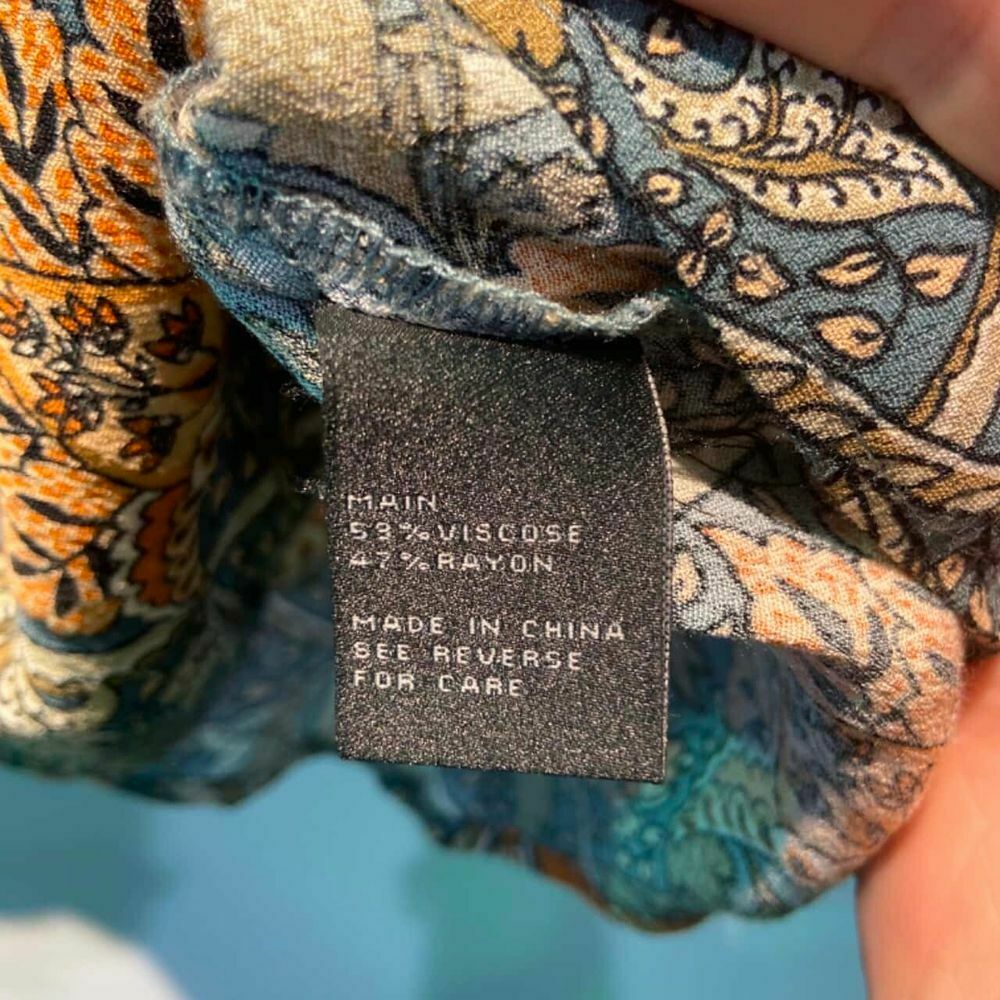 MAIN
53%VISCOSE
47%RAYON
MADE IN CHINA
SEE REVERSE
FOR CARE